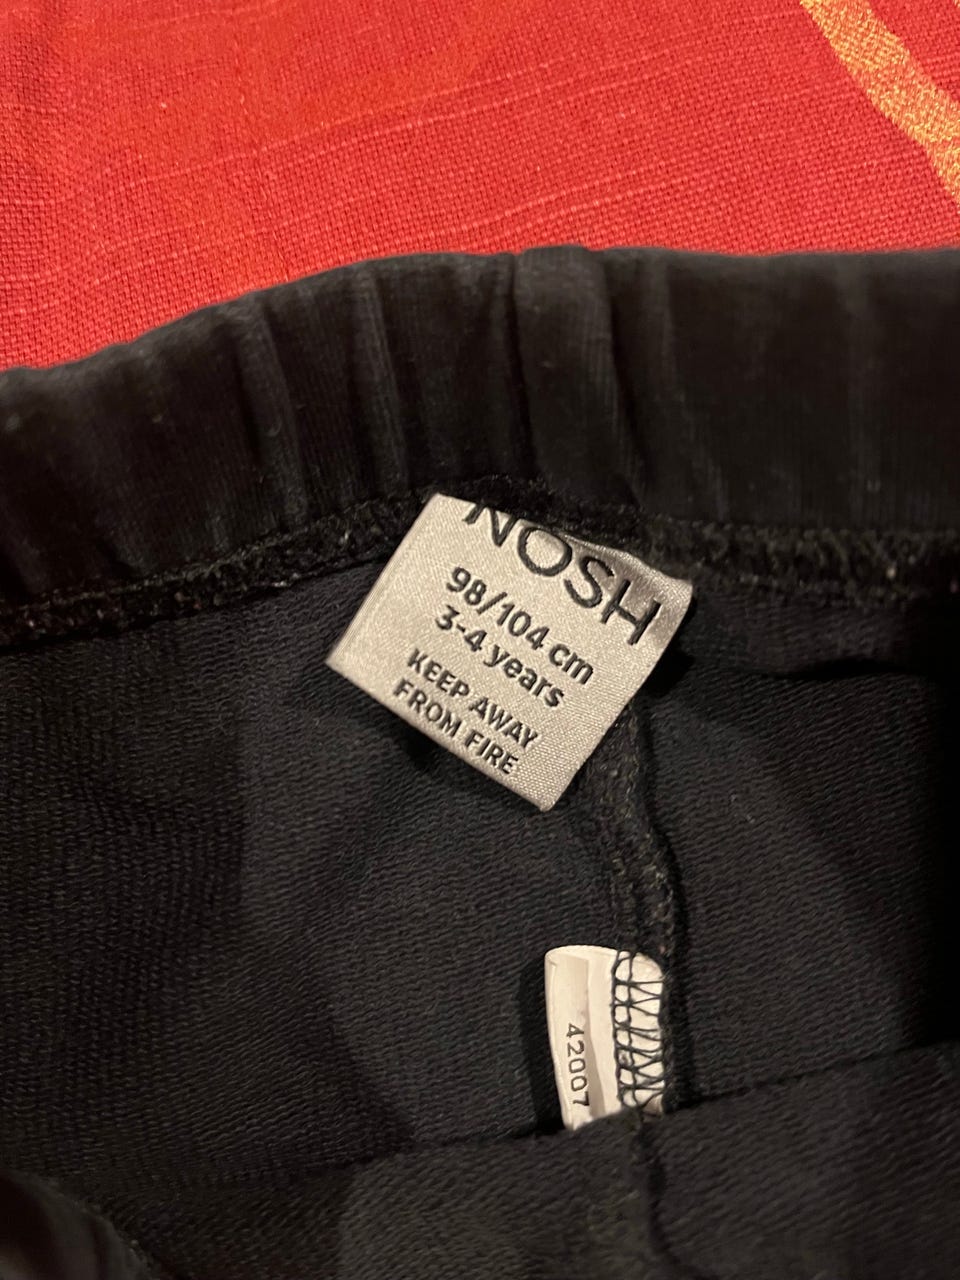 NOSH
98/104 cm
3-4 years
KEEP AWAY
FROM FIRE
42007